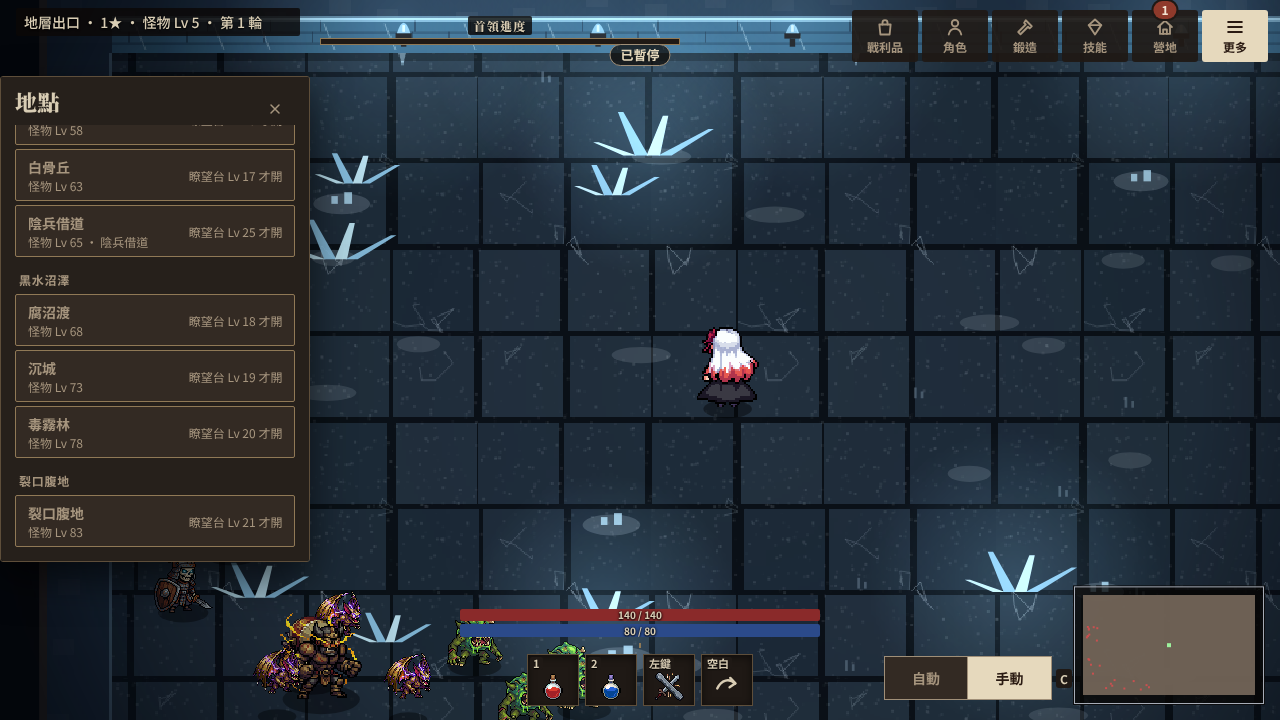 地層出口・1★・怪物 Lv 5・第 1 輪
首領進度
已暫停
戰利品
角色
鍛造
技能
1
營地
更多
地點
怪物 Lv 58
白骨丘
怪物 Lv 63
瞭望台 Lv 17 才開
陰兵借道
怪物 Lv 65 ・ 陰兵借道
瞭望台 Lv 25 才開
黑水沼澤
腐沼渡
怪物 Lv 68
瞭望台 Lv 18 才開
沉城
怪物 Lv 73
瞭望台 Lv 19 才開
毒霧林
怪物 Lv 78
瞭望台 Lv 20 才開
裂口腹地
裂口腹地
怪物 Lv 83
瞭望台 Lv 21 才開
140 / 140
80 / 80
1
2
左鍵
空白
自動
手動
C